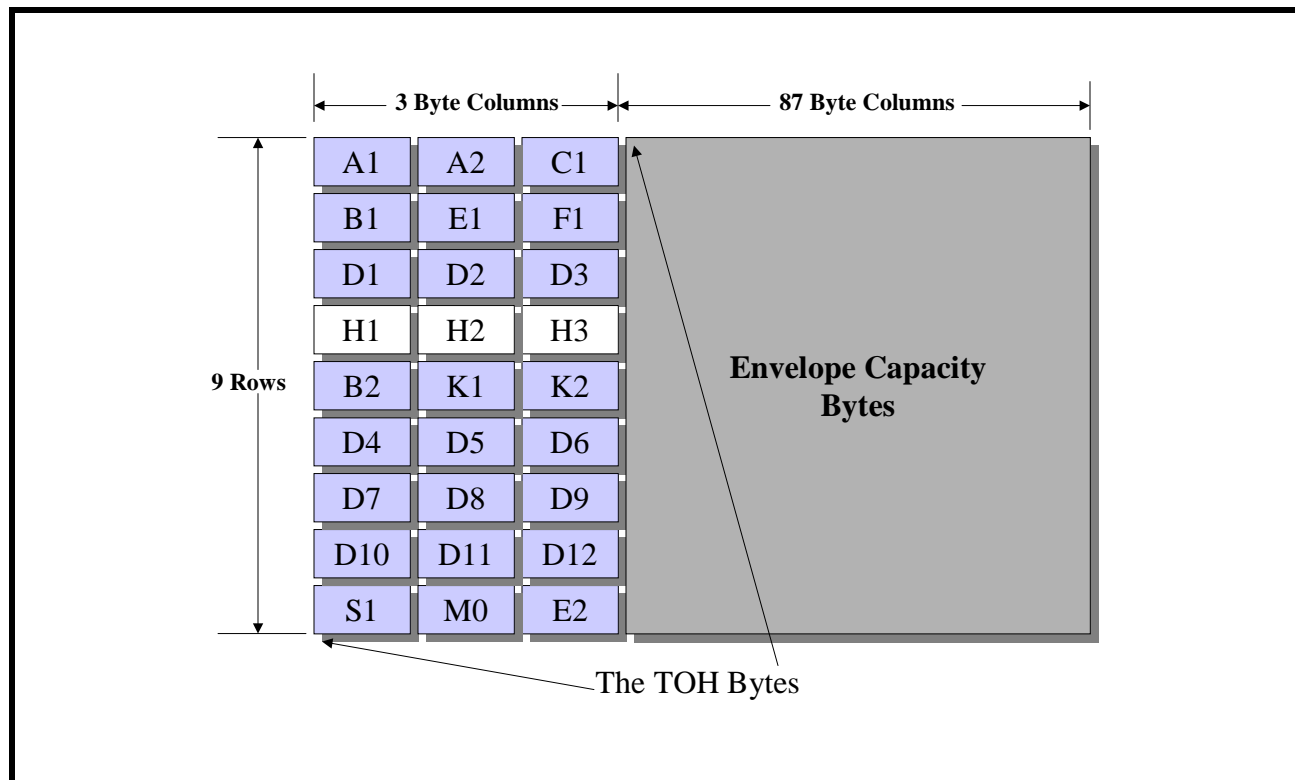 3 Byte Columns
87 Byte Columns
A1 A2 C1
B1 E1 F1
D1 D2 D3
H1 H2 H3
9 Rows
B2 K1 K2
D4 D5 D6
D7 D8 D9
D10 D11 D12
S1 M0 E2
Envelope Capacity
Bytes
The TOH Bytes